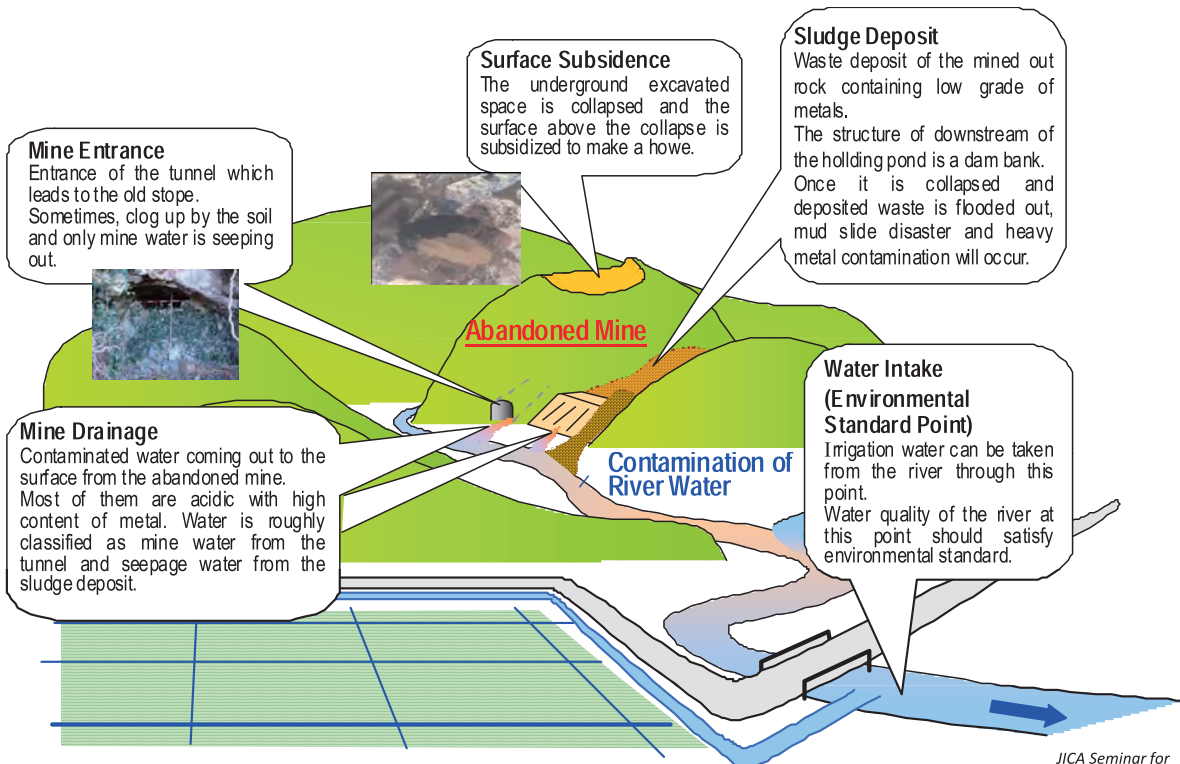 Surface Subsidence
The underground excavated
space is collapsed and the
surface above the collapse is
subsidized to make a howe.
Sludge Deposit
Waste deposit of the mined out
rock containing low grade of
metals.
The structure of downstream of
the hollding pond is a dam bank.
Once it is collapsed and
deposited waste is flooded out,
mud slide disaster and heavy
metal contamination will occur.
Mine Entrance
Entrance of the tunnel which
leads to the old stope.
Sometimes, clog up by the soil
and only mine water is seeping
out.
Abandoned Mine
Water Intake
(Environmental
Standard Point)
Irrigation water can be taken
from the river through this
point.
Water quality of the river at
this point should satisfy
environmental standard.
Mine Drainage
Contaminated water coming out to the
surface from the abandoned mine.
Most of them are acidic with high
content of metal. Water is roughly
classified as mine water from the
tunnel and seepage water from the
sludge deposit.
Contamination of
River Water
JICA Seminar for